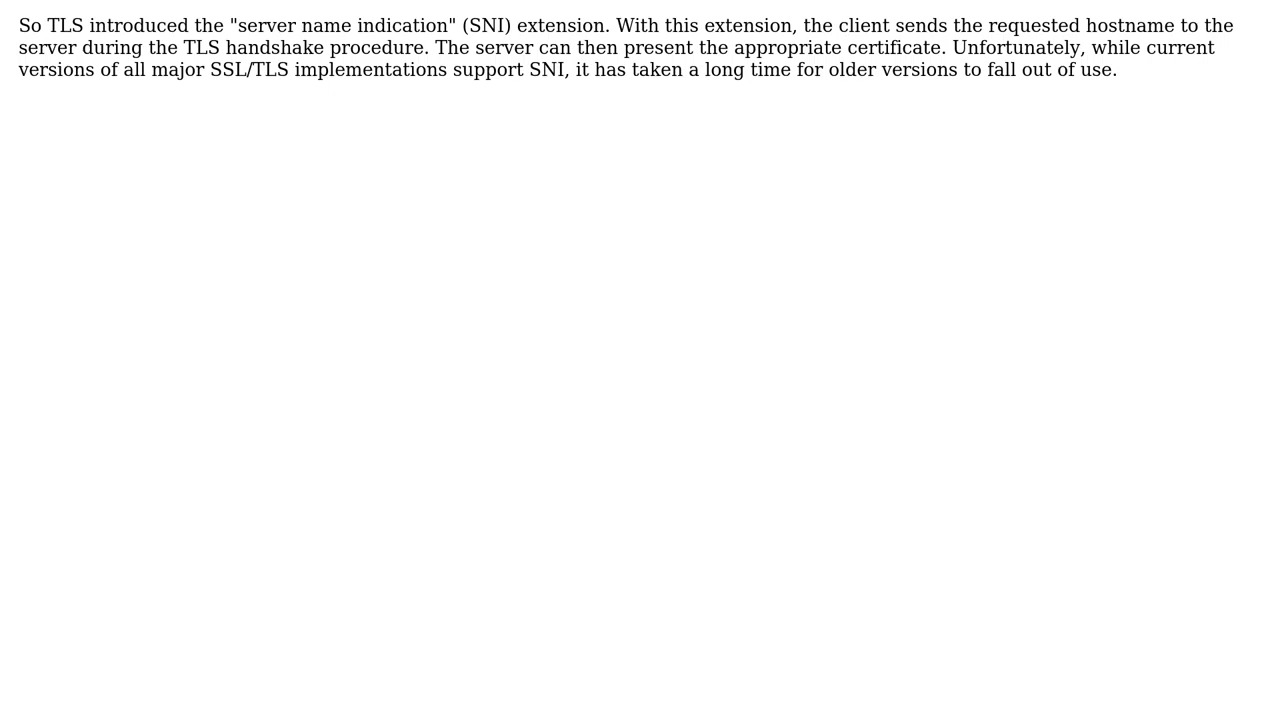 So TLS introduced the "server name indication" (SNI) extension. With this extension, the client sends the requested hostname to the
server during the TLS handshake procedure. The server can then present the appropriate certificate. Unfortunately, while current
versions of all major SSL/TLS implementations support SNI, it has taken a long time for older versions to fall out of use.